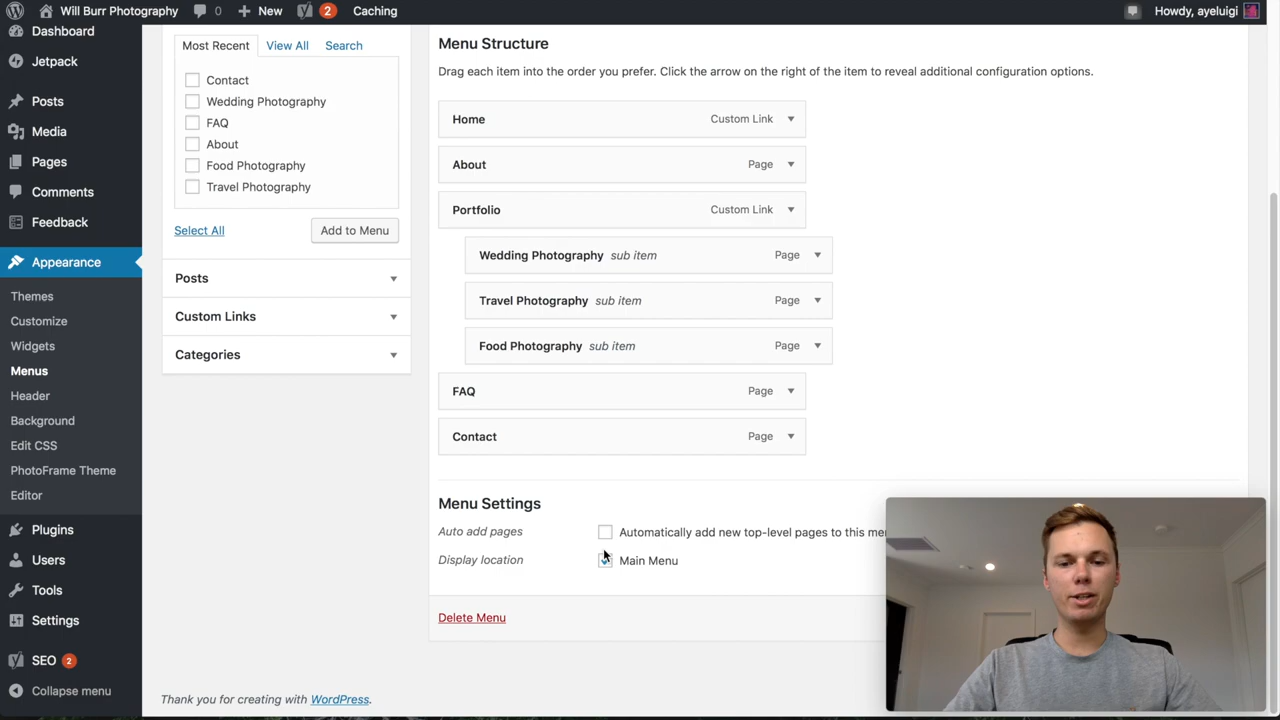 Will Burr Photography 0 + New 2 Caching Howdy, ayeluigi
Dashboard
Jetpack
Posts
Media
Pages
Comments
Feedback
Appearance
Themes
Customize
Widgets
Menus
Header
Background
Edit CSS
PhotoFrame Theme
Editor
Plugins
Users
Tools
Settings
SEO 2
Collapse menu
Most Recent View All Search
Contact
Wedding Photography
FAQ
About
Food Photography
Travel Photography
Select All Add to Menu
Posts
Custom Links
Categories
Menu Structure
Drag each item into the order you prefer. Click the arrow on the right of the item to reveal additional configuration options.
Home Custom Link
About Page
Portfolio Custom Link
Wedding Photography sub item Page
Travel Photography sub item Page
Food Photography sub item Page
FAQ Page
Contact Page
Menu Settings
Auto add pages Automatically add new top-level pages to this
Display location Main Menu
Delete Menu
Thank you for creating with WordPress.